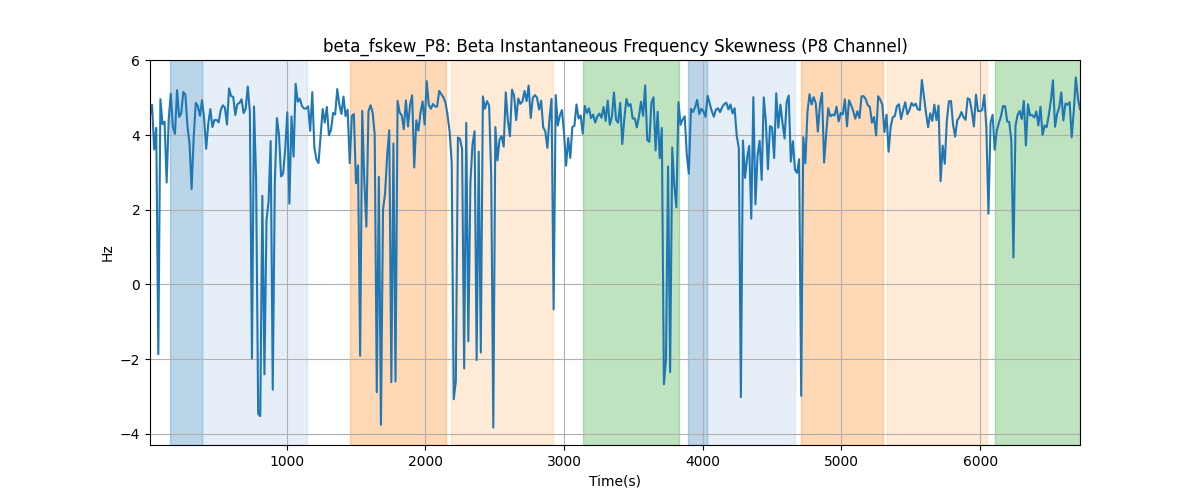 beta_fskew_P8: Beta Instantaneous Frequency Skewness (P8 Channel)
6
4
2
0
−2
−4
Hz
1000 2000 3000 4000 5000 6000
Time(s)